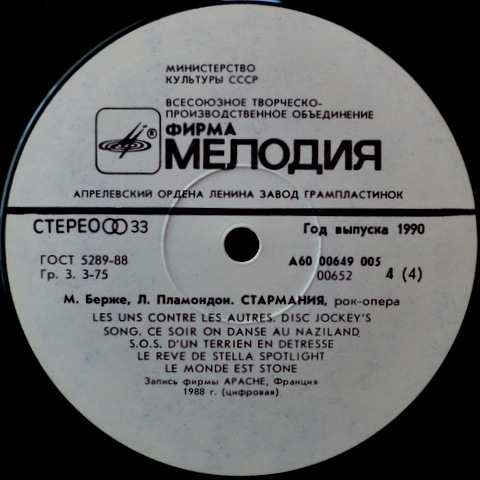 МИНИСТЕРСТВО
КУЛЬТУРЫ СССР
ВСЕСОЮЗНОЕ ТВОРЧЕСКО-
ПРОИЗВОДСТВЕННОЕ ОБЪЕДИНЕНИЕ
® ФИРМА
МЕЛОДИЯ
АПРЕЛЕВСКИЙ ОРДЕНА ЛЕНИНА ЗАВОД ГРАМПЛАСТИНОК
СТЕРЕО 33 Год выпуска 1990
ГОСТ 5289-88 А60 00649 005
Гр. 3. 3-75 00652 4 (4)
М. Берже, Л. Пламондон. СТАРМАНИЯ, рок-опера
LES UNS CONTRE LES AUTRES. DISC JOCKEY'S
SONG. CE SOIR ON DANSE AU NAZILAND
S.O.S. D'UN TERRIEN EN DETRESSE
LE REVE DE STELLA SPOTLIGHT
LE MONDE EST STONE
Запись фирмы APACHE, Франция
1988 г. (цифровая)